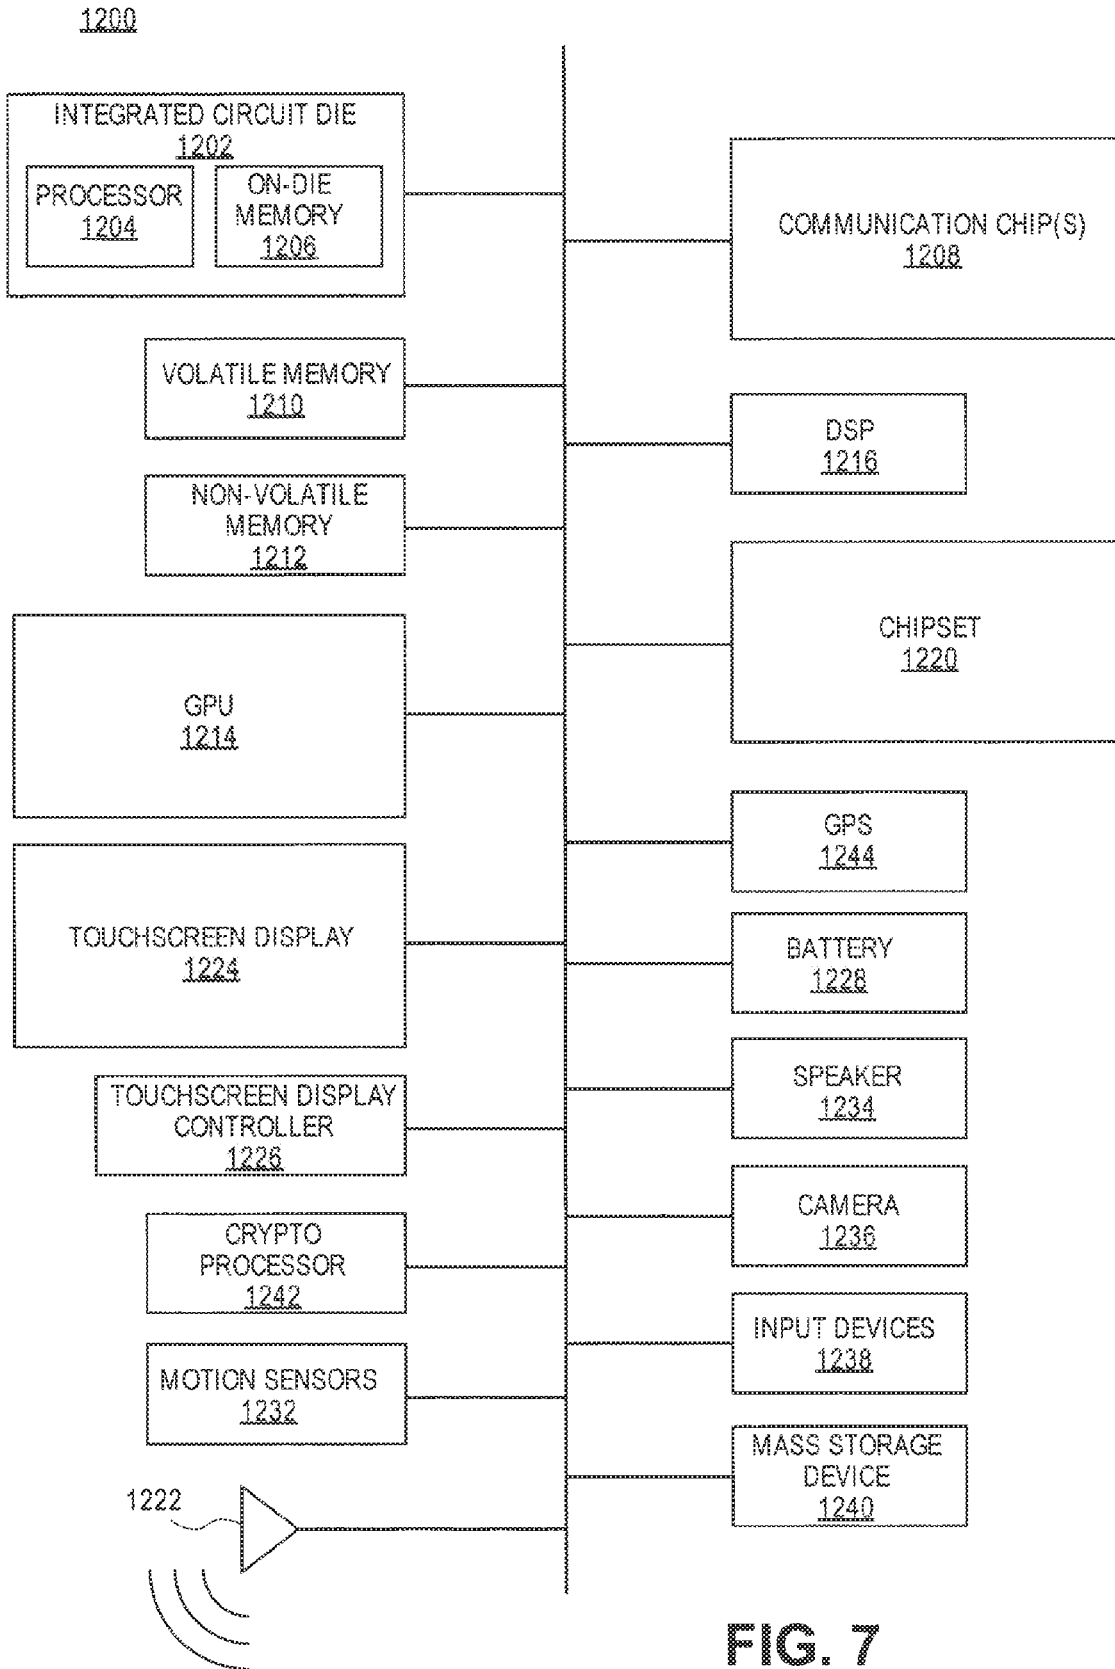 1200
INTEGRATED CIRCUIT DIE
1202
PROCESSOR
1204
ON-DIE
MEMORY
1206
VOLATILE MEMORY
1210
NON-VOLATILE
MEMORY
1212
GPU
1214
TOUCHSCREEN DISPLAY
1224
TOUCHSCREEN DISPLAY
CONTROLLER
1226
CRYPTO
PROCESSOR
1242
MOTION SENSORS
1232
1222
COMMUNICATION CHIP(S)
1208
DSP
1216
CHIPSET
1220
GPS
1244
BATTERY
1228
SPEAKER
1234
CAMERA
1236
INPUT DEVICES
1238
MASS STORAGE
DEVICE
1240
FIG. 7